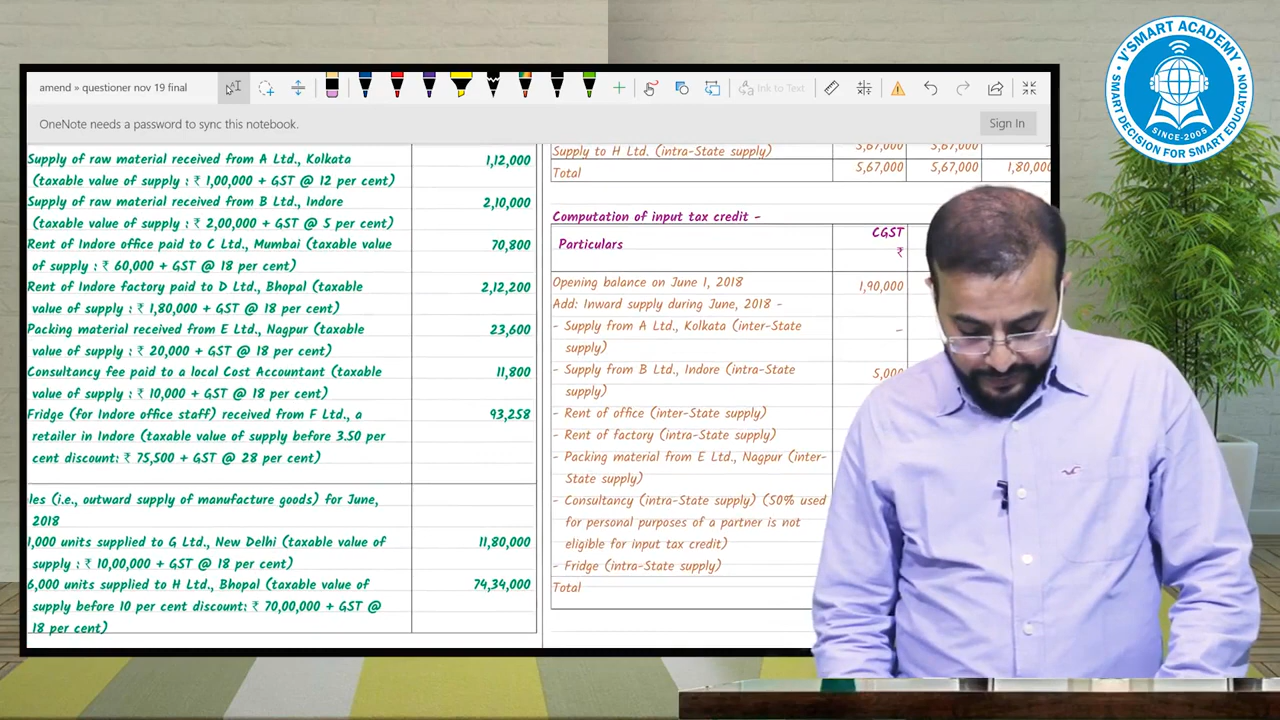 amend » questioner nov 19 final
Link to Text
OneNote needs a password to sync this notebook.
Sign In
Supply of raw material received from A Ltd., Kolkata 1,12,000
(taxable value of supply : ₹ 1,00,000 + GST @ 12 per cent)
Supply of raw material received from B Ltd., Indore 2,10,000
(taxable value of supply : ₹ 2,00,000 + GST @ 5 per cent)
Rent of Indore office paid to C Ltd., Mumbai (taxable value 70,800
of supply : ₹ 60,000 + GST @ 18 per cent)
Rent of Indore factory paid to D Ltd., Bhopal (taxable 2,12,200
value of supply : ₹ 1,80,000 + GST @ 18 per cent)
Packing material received from E Ltd., Nagpur (taxable 23,600
value of supply : ₹ 20,000 + GST @ 18 per cent)
Consultancy fee paid to a local Cost Accountant (taxable 11,800
value of supply : ₹ 10,000 + GST @ 18 per cent)
Fridge (for Indore office staff) received from F Ltd., a 93,258
retailer in Indore (taxable value of supply before 3.50 per
cent discount: ₹ 75,500 + GST @ 28 per cent)
les (i.e., outward supply of manufacture goods) for June,
2018
1,000 units supplied to G Ltd., New Delhi (taxable value of 11,80,000
supply : ₹ 10,00,000 + GST @ 18 per cent)
6,000 units supplied to H Ltd., Bhopal (taxable value of 74,34,000
supply before 10 per cent discount: ₹ 70,00,000 + GST @
18 per cent)
Supply to H Ltd. (intra-State supply) 5,67,000 5,67,000 -
Total 5,67,000 5,67,000 1,80,000
Computation of input tax credit -
Particulars CGST
₹
Opening balance on June 1, 2018 1,90,000
Add: Inward supply during June, 2018 -
- Supply from A Ltd., Kolkata (inter-State -
supply)
- Supply from B Ltd., Indore (intra-State 5,000
supply)
- Rent of office (inter-State supply)
- Rent of factory (intra-State supply)
- Packing material from E Ltd., Nagpur (inter-
State supply)
- Consultancy (intra-State supply) (50% used
for personal purposes of a partner is not
eligible for input tax credit)
- Fridge (intra-State supply)
Total
V'SMART ACADEMY
SMART DECISION FOR SMART EDUCATION
SINCE-2005